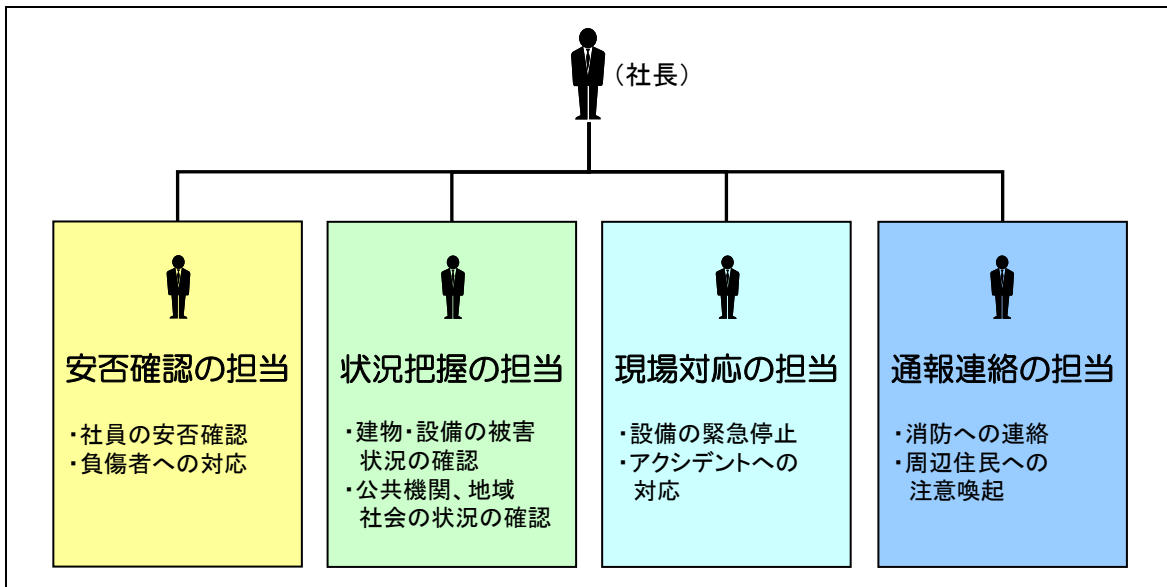 （社長）
安否確認の担当
・社員の安否確認
・負傷者への対応
状況把握の担当
・建物・設備の被害
状況の確認
・公共機関、地域
社会の状況の確認
現場対応の担当
・設備の緊急停止
・アクシデントへの
対応
通報連絡の担当
・消防への連絡
・周辺住民への
注意喚起